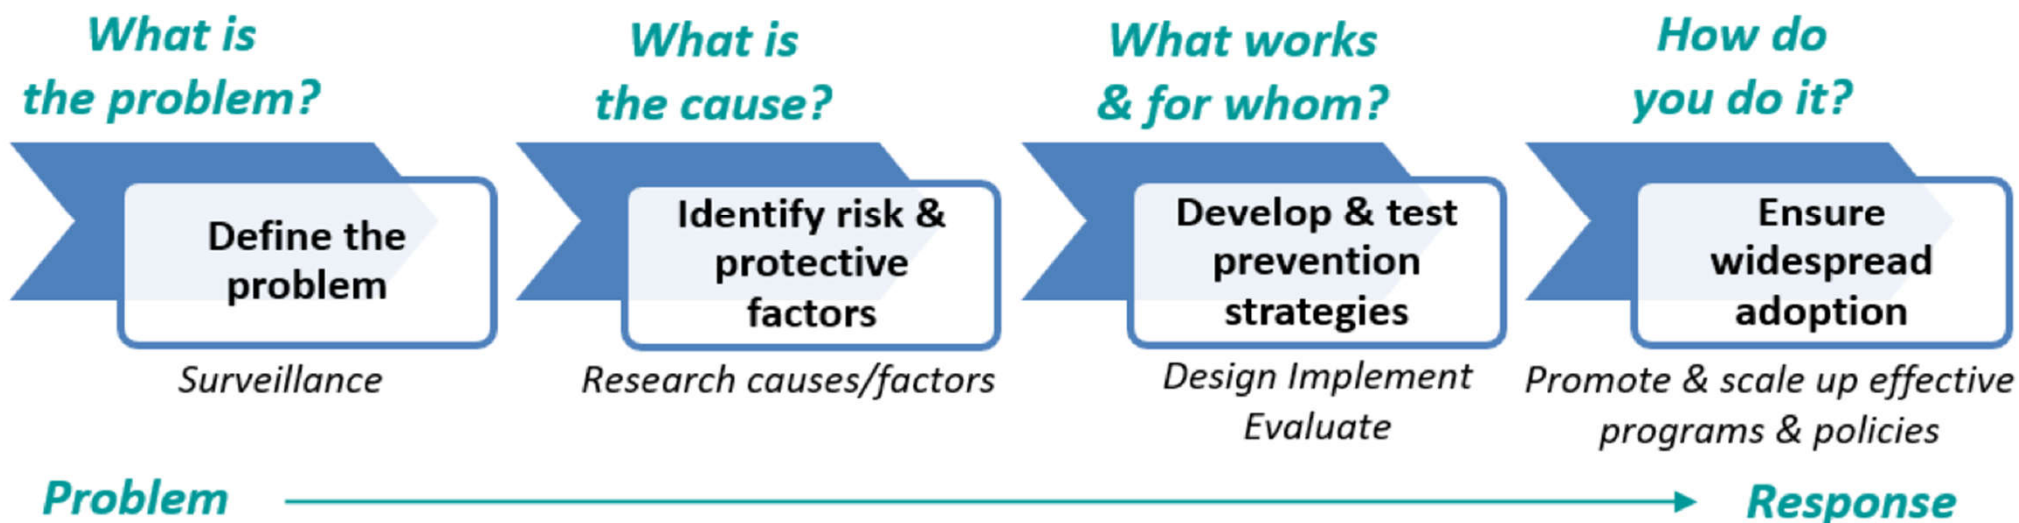 What is
the problem?
Define the
problem
Surveillance
What is
the cause?
Identify risk &
protective
factors
Research causes/factors
What works
& for whom?
Develop & test
prevention
strategies
Design Implement
Evaluate
How do
you do it?
Ensure
widespread
adoption
Promote & scale up effective
programs & policies
Problem
Response